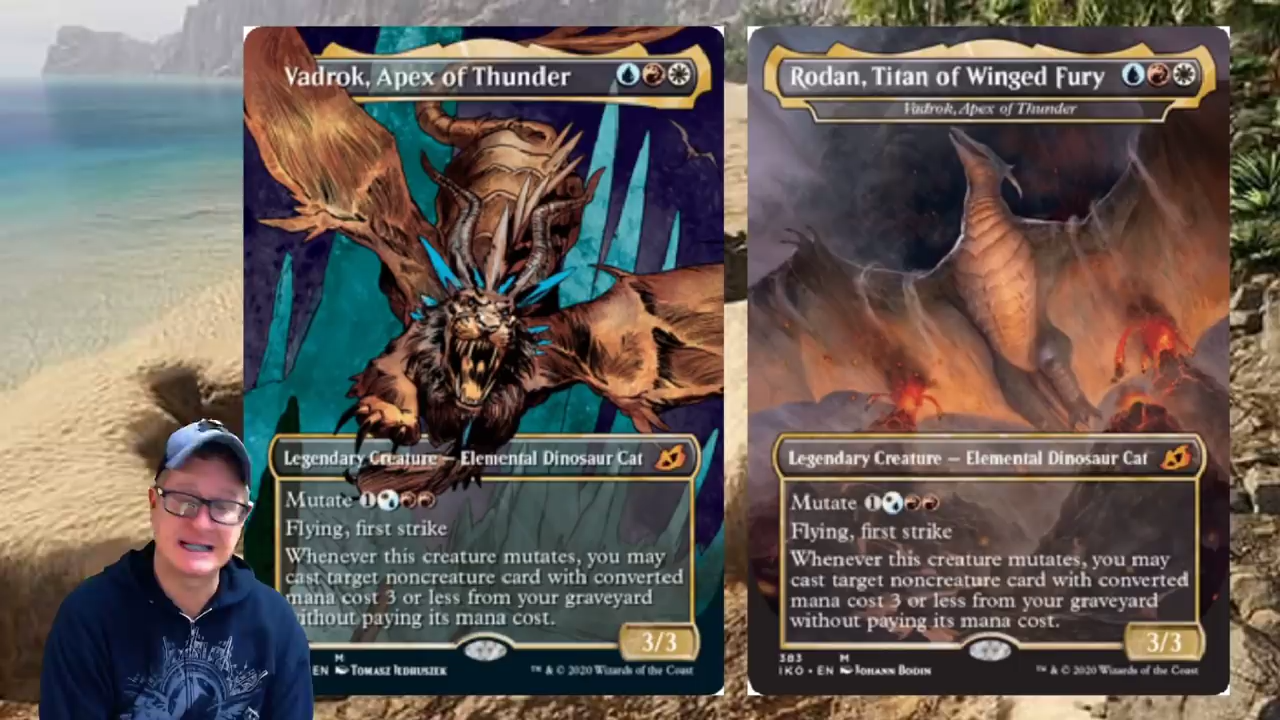 Vadrok, Apex of Thunder
Legendary Creature — Elemental Dinosaur Cat
Mutate 1
Flying, first strike
Whenever this creature mutates, you may
cast target noncreature card with converted
mana cost 3 or less from your graveyard
without paying its mana cost.
3/3
M
EN TOMASZ JEDRUSZEK
™ & © 2020 Wizards of the Coast
Rodan, Titan of Winged Fury
Vadrok, Apex of Thunder
Legendary Creature — Elemental Dinosaur Cat
Mutate 1
Flying, first strike
Whenever this creature mutates, you may
cast target noncreature card with converted
mana cost 3 or less from your graveyard
without paying its mana cost.
3/3
383 M
IKO • EN JOHANN BODIN
™ & © 2020 Wizards of the Coast